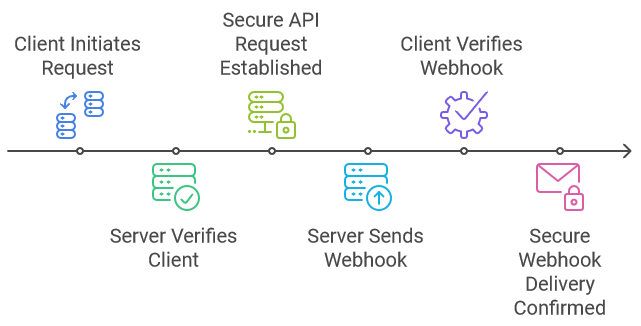 Client Initiates
Request
Server Verifies
Client
Secure API
Request
Established
Server Sends
Webhook
Client Verifies
Webhook
Secure
Webhook
Delivery
Confirmed